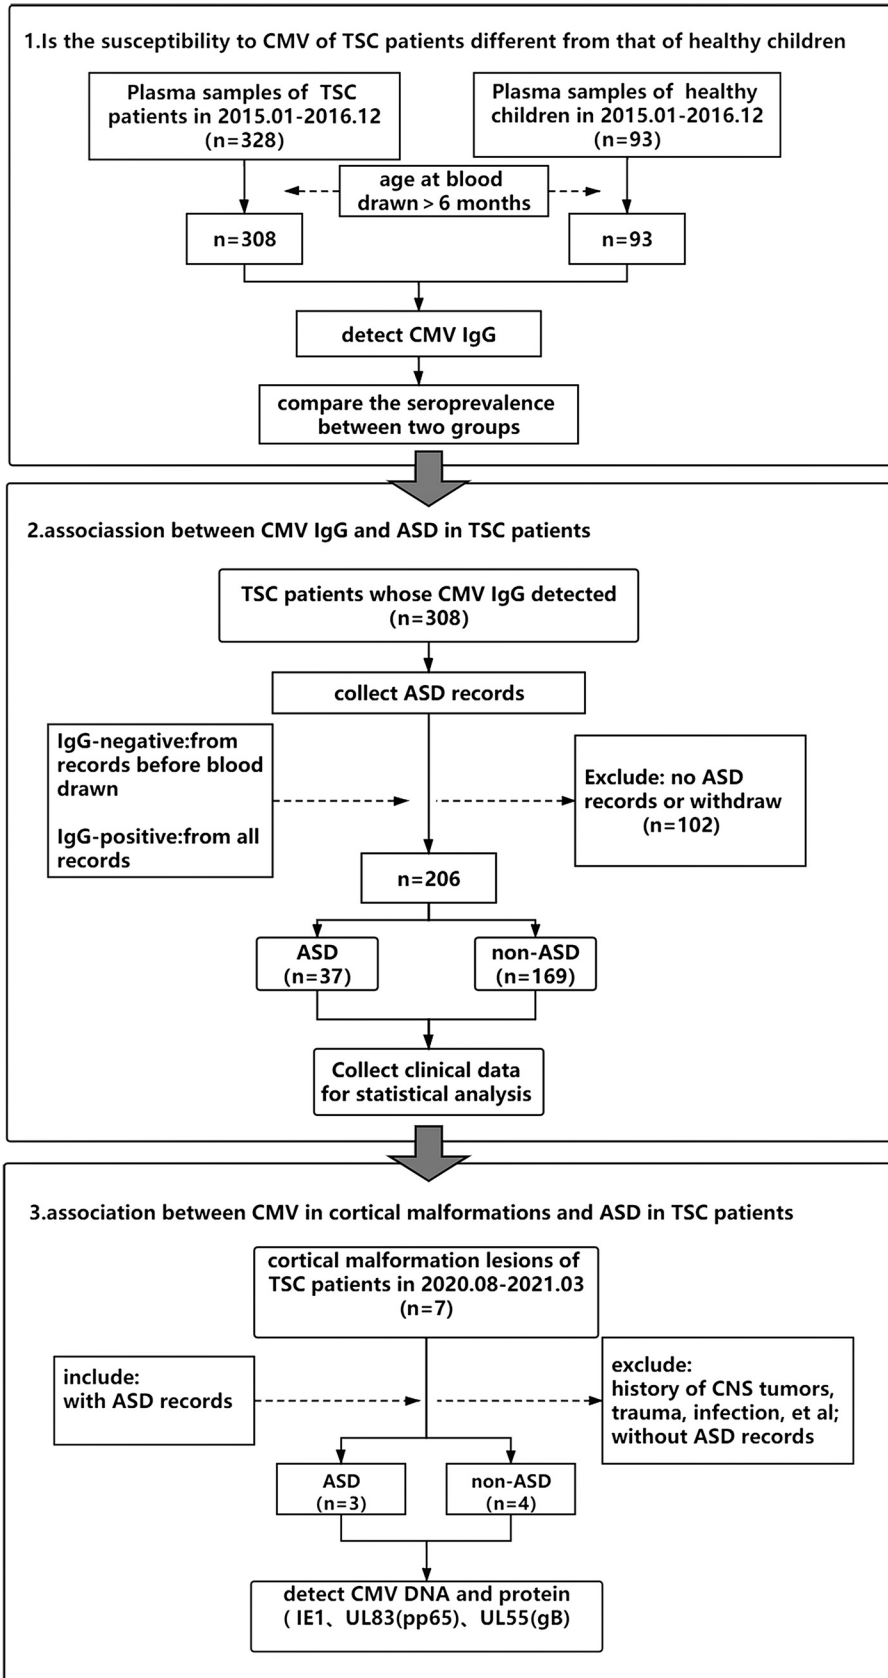 1.Is the susceptibility to CMV of TSC patients different from that of healthy children
Plasma samples of TSC
patients in 2015.01-2016.12
(n=328)
Plasma samples of healthy
children in 2015.01-2016.12
(n=93)
age at blood
drawn>6 months
n=308
n=93
detect CMV IgG
compare the seroprevalence
between two groups
2.associassion between CMV IgG and ASD in TSC patients
TSC patients whose CMV IgG detected
(n=308)
collect ASD records
IgG-negative:from
records before blood
drawn
IgG-positive:from all
records
Exclude: no ASD
records or withdraw
(n=102)
n=206
ASD
(n=37)
non-ASD
(n=169)
Collect clinical data
for statistical analysis
3.association between CMV in cortical malformations and ASD in TSC patients
cortical malformation lesions of
TSC patients in 2020.08-2021.03
(n=7)
include:
with ASD records
exclude:
history of CNS tumors,
trauma, infection, et al;
without ASD records
ASD
(n=3)
non-ASD
(n=4)
detect CMV DNA and protein
( IE1、UL83(pp65)、UL55(gB)